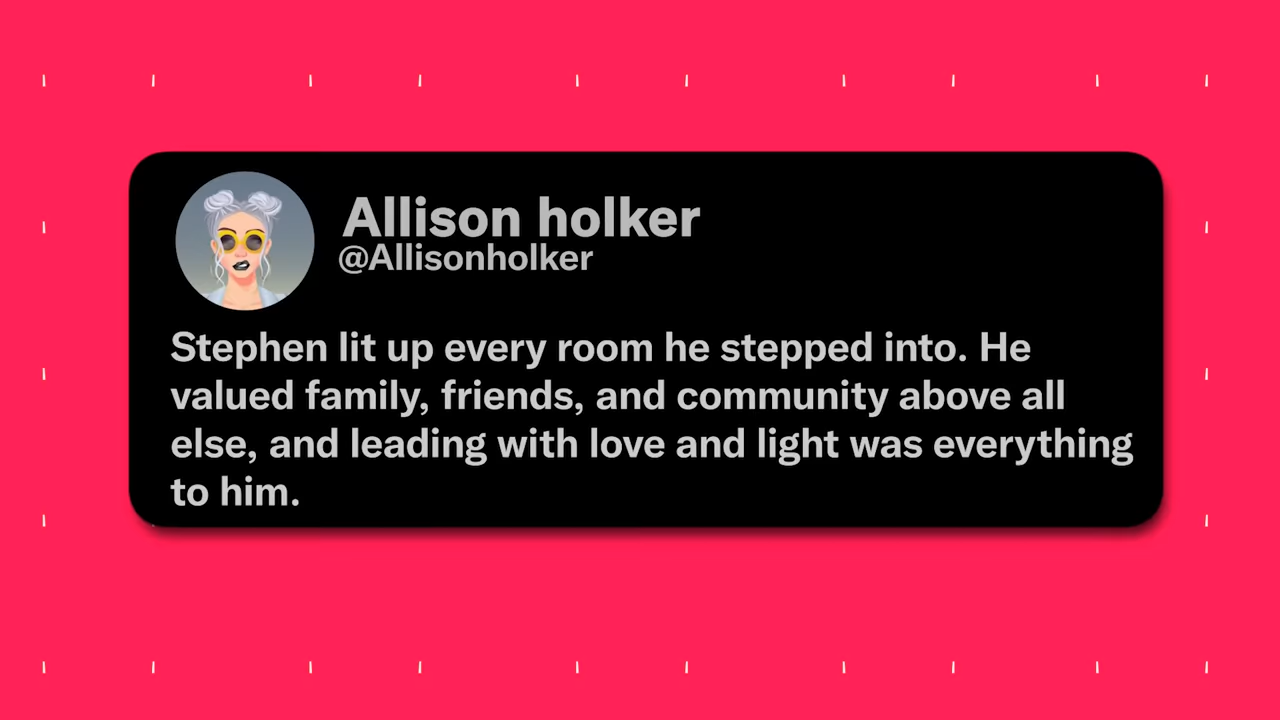 Allison holker
@Allisonholker
Stephen lit up every room he stepped into. He
valued family, friends, and community above all
else, and leading with love and light was everything
to him.